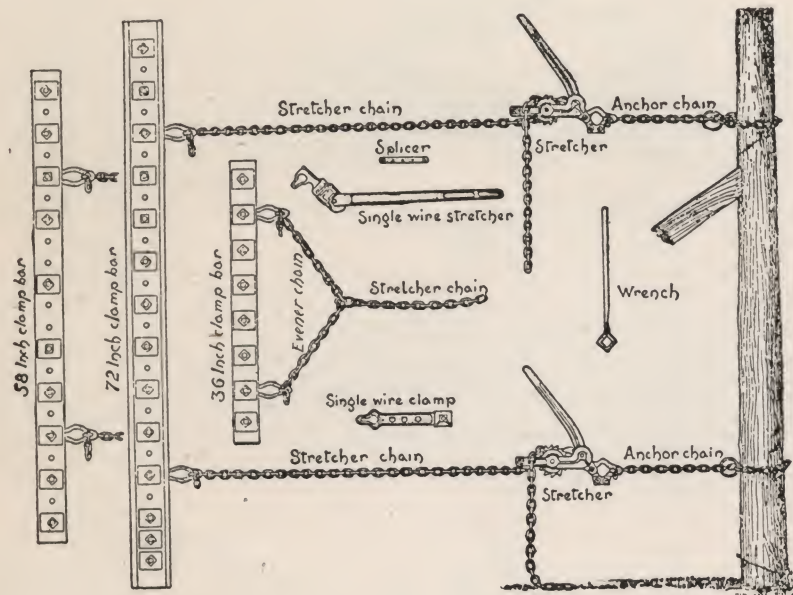 Stretcher chain
Anchor chain
Stretcher
Splicer
Single wire stretcher
58 Inch clamp bar
72 Inch clamp bar
36 Inch clamp bar
Evener chain
Stretcher chain
Wrench
Single wire clamp
Stretcher chain
Anchor chain
Stretcher